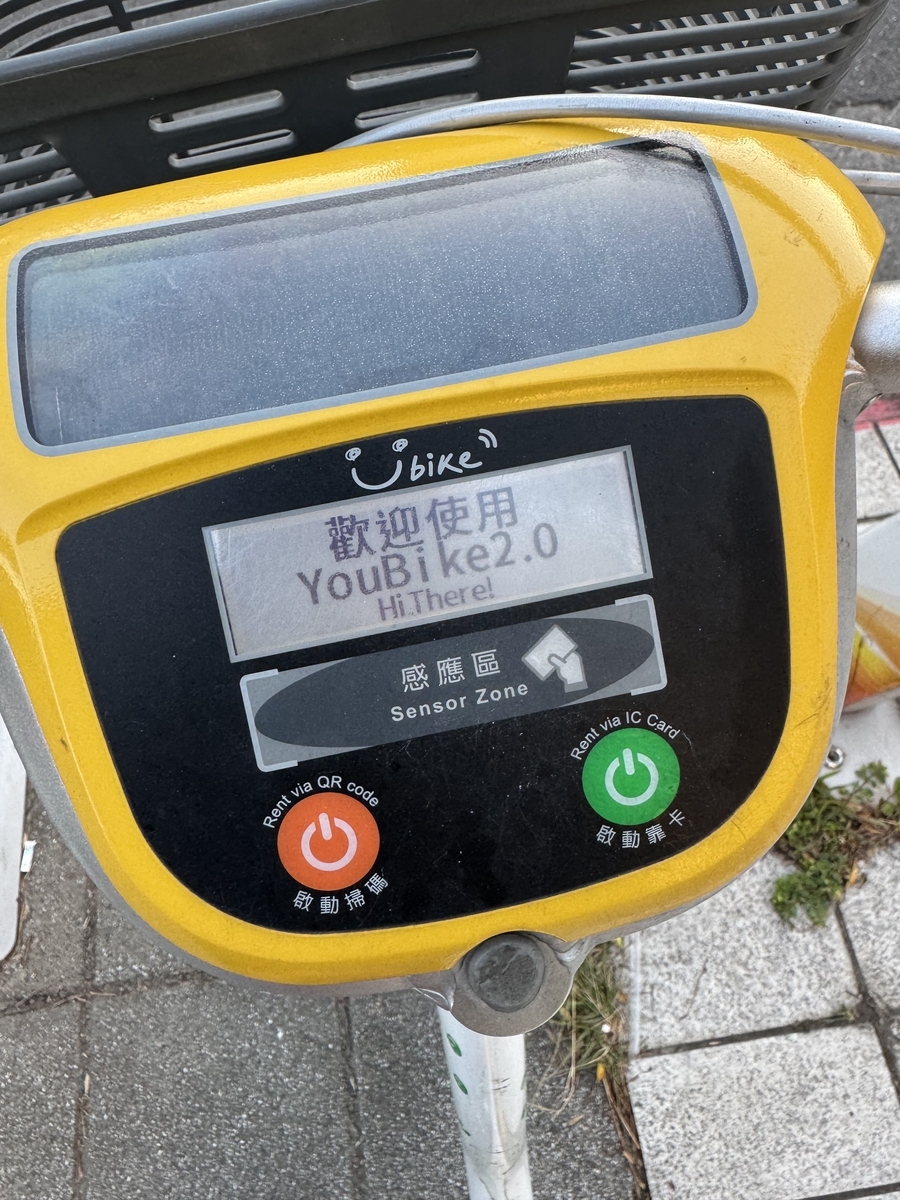 Ubike
歡迎使用
YouBike2.0
Hi There!
感應區
Sensor Zone
Rent via QR code
啟動掃碼
Rent via IC Card
啟動靠卡